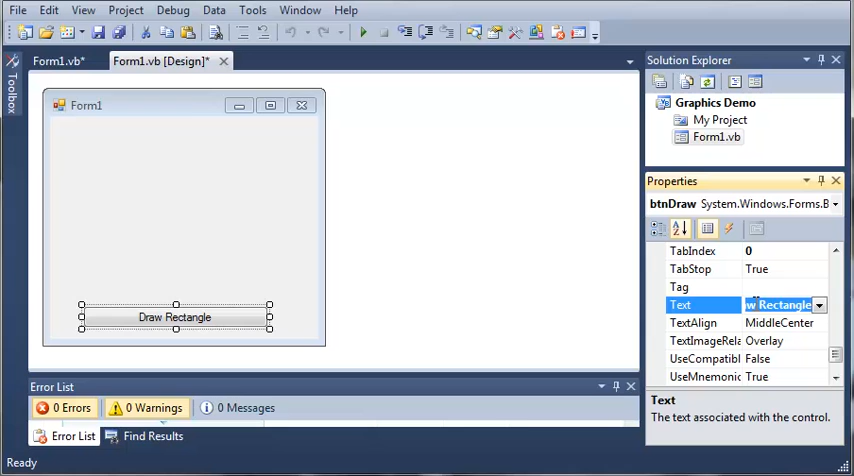 File Edit View Project Debug Data Tools Window Help
Form1.vb* Form1.vb [Design]*
Toolbox
Form1
Draw Rectangle
Solution Explorer
Graphics Demo
My Project
Form1.vb
Properties
btnDraw System.Windows.Forms.B
TabIndex 0
TabStop True
Tag
Text w Rectangle
TextAlign MiddleCenter
TextImageRela Overlay
UseCompatibl False
UseMnemonic True
Text
The text associated with the control.
Error List
0 Errors 0 Warnings 0 Messages
Error List Find Results
Ready